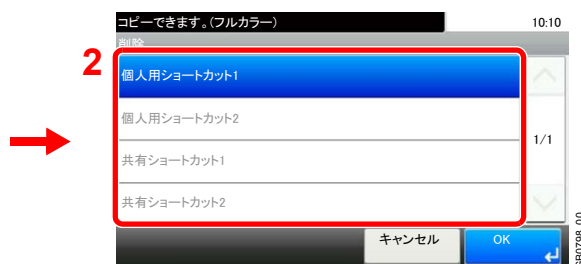 コピーできます。(フルカラー)
10:10
削除
2
個人用ショートカット1
個人用ショートカット2
1/1
共有ショートカット1
共有ショートカット2
キャンセル
OK